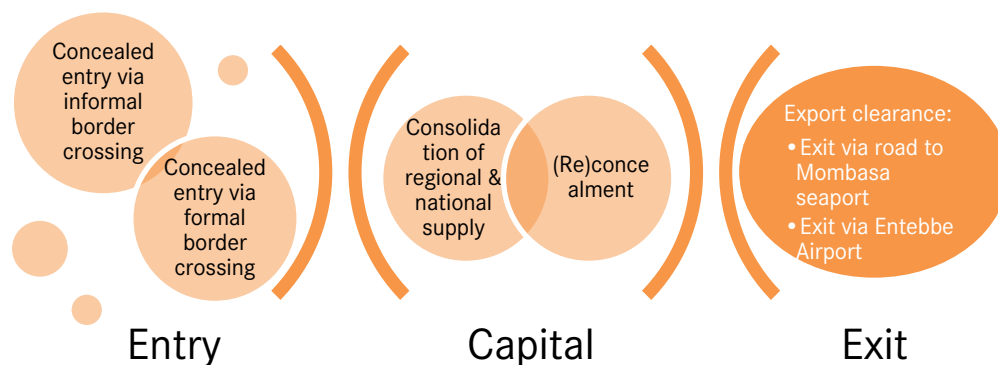 Concealed
entry via
informal
border
crossing
Concealed
entry via
formal
border
crossing
Entry
Consolida
tion of
regional &
national
supply
(Re)conce
alment
Capital
Export clearance:
• Exit via road to
Mombasa
seaport
• Exit via Entebbe
Airport
Exit